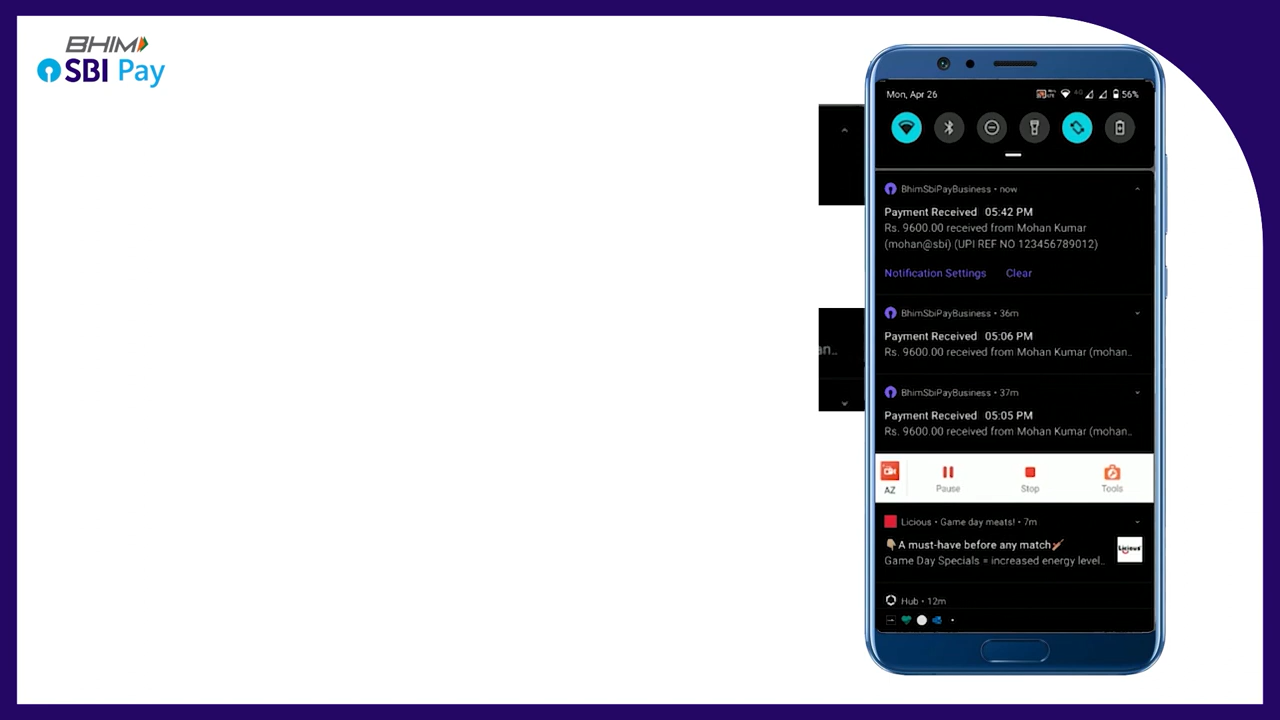 BHIM
SBI Pay
Mon, Apr 26
4G
56%
BhimSbiPayBusiness • now
Payment Received 05:42 PM
Rs. 9600.00 received from Mohan Kumar
(mohan@sbi) (UPI REF NO 123456789012)
Notification Settings Clear
BhimSbiPayBusiness • 36m
Payment Received 05:06 PM
Rs. 9600.00 received from Mohan Kumar (mohan..
an..
BhimSbiPayBusiness • 37m
Payment Received 05:05 PM
Rs. 9600.00 received from Mohan Kumar (mohan..
AZ
Pause
Stop
Tools
Licious • Game day meats! • 7m
A must-have before any match
Licious
Game Day Specials = increased energy level..
Hub • 12m